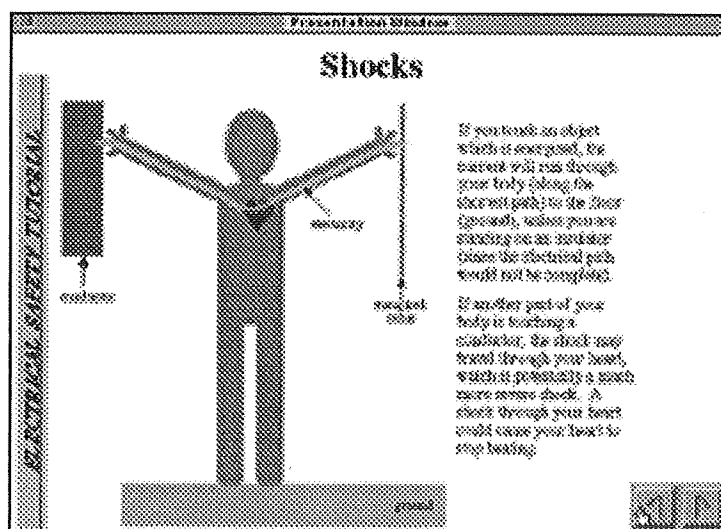 Presentation Window
Shocks
ELECTRICAL SAFETY TUTORIAL
If you touch an object
which is energized, the
current will run through
your body (along the
shortest path) to the floor
(ground), unless you are
standing on an insulator
(since the electrical path
would not be complete).
If another part of your
body is touching a
conductor, the shock may
travel through your heart,
which is potentially a much
more severe shock. A
shock through your heart
could cause your heart to
stop beating.
ground